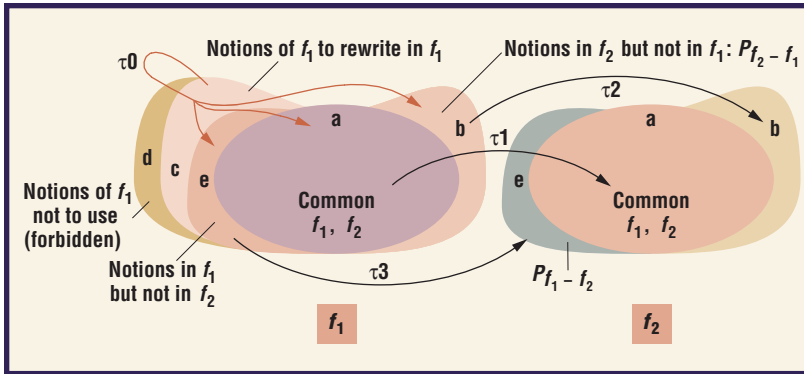 τ0
Notions of f1 to rewrite in f1
Notions in f2 but not in f1: Pf2 – f1
a
b
τ2
a
b
d
c
e
τ1
e
Common
f1, f2
Common
f1, f2
Notions of f1
not to use
(forbidden)
Notions in f1
but not in f2
τ3
Pf1 – f2
f1
f2